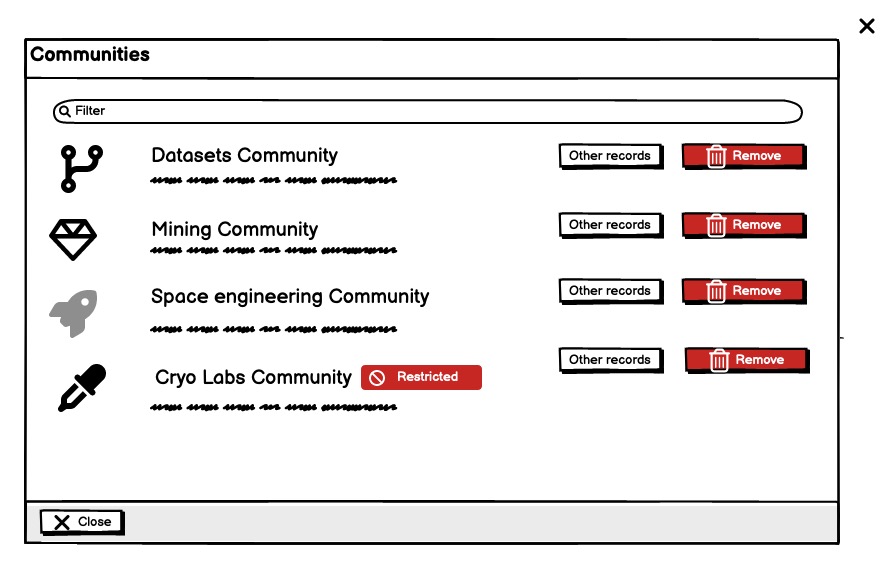 Communities
Filter
Datasets Community
Other records
Remove
Mining Community
Other records
Remove
Space engineering Community
Other records
Remove
Cryo Labs Community
Restricted
Other records
Remove
Close